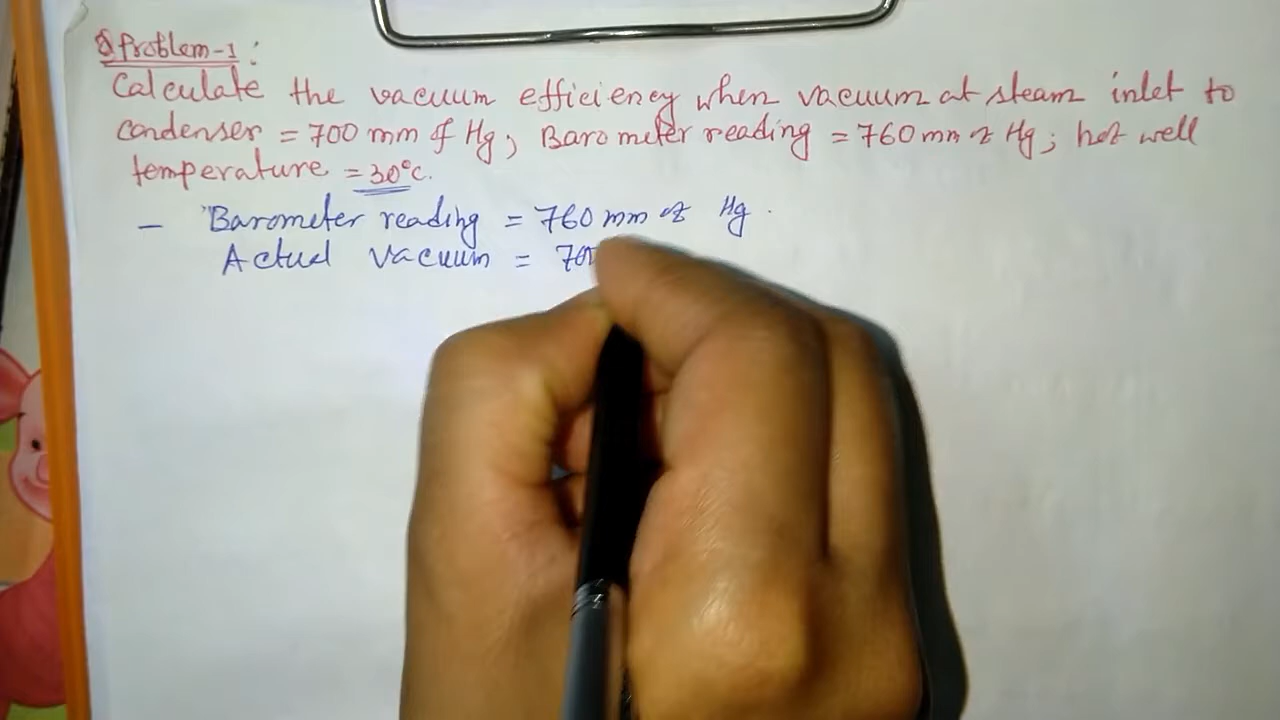 Problem-1:
Calculate the vacuum efficiency when vacuum at steam inlet to
condenser = 700 mm of Hg; Barometer reading = 760 mm of Hg; hot well
temperature = 30°c.
- Barometer reading = 760 mm of Hg.
Actual vacuum = 700